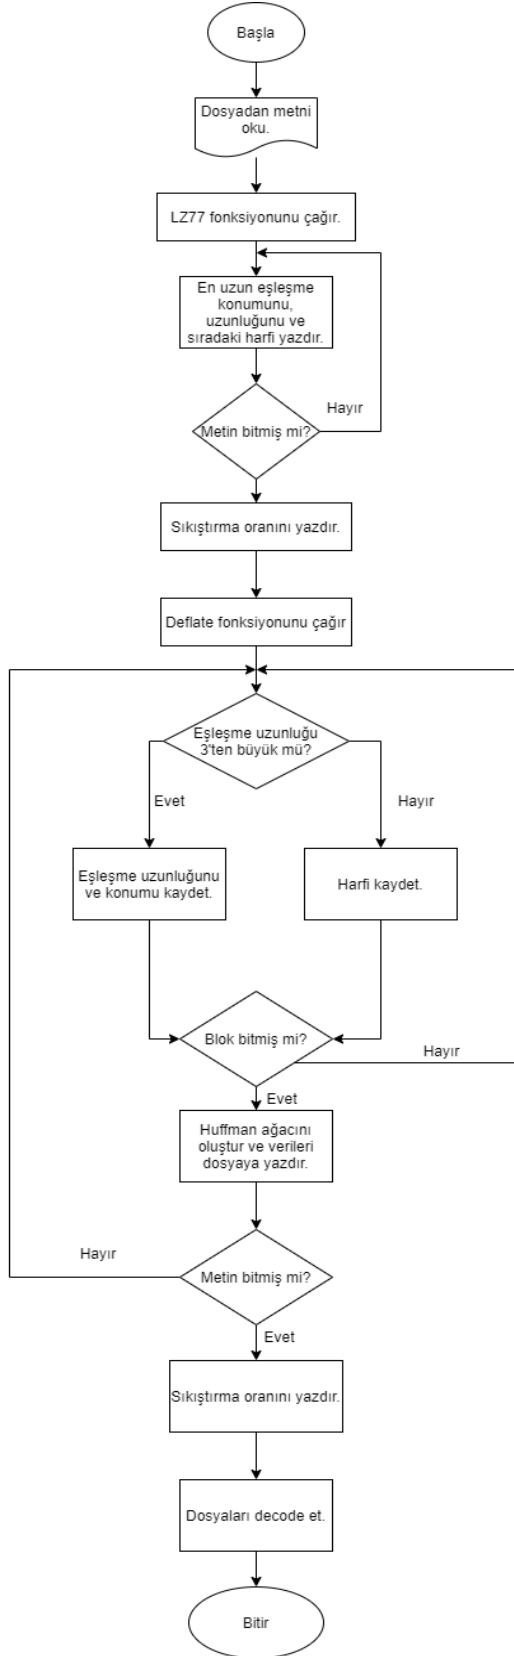 Başla
Dosyadan metni
oku.
LZ77 fonksiyonunu çağır.
En uzun eşleşme
konumunu,
uzunluğunu ve
sıradaki harfi yazdır.
Hayır
Metin bitmiş mi?
Sıkıştırma oranını yazdır.
Deflate fonksiyonunu çağır
Eşleşme uzunluğu
3'ten büyük mü?
Evet
Hayır
Eşleşme uzunluğunu
ve konumu kaydet.
Harfi kaydet.
Blok bitmiş mi?
Hayır
Evet
Huffman ağacını
oluştur ve verileri
dosyaya yazdır.
Hayır
Metin bitmiş mi?
Evet
Sıkıştırma oranını yazdır.
Dosyaları decode et.
Bitir